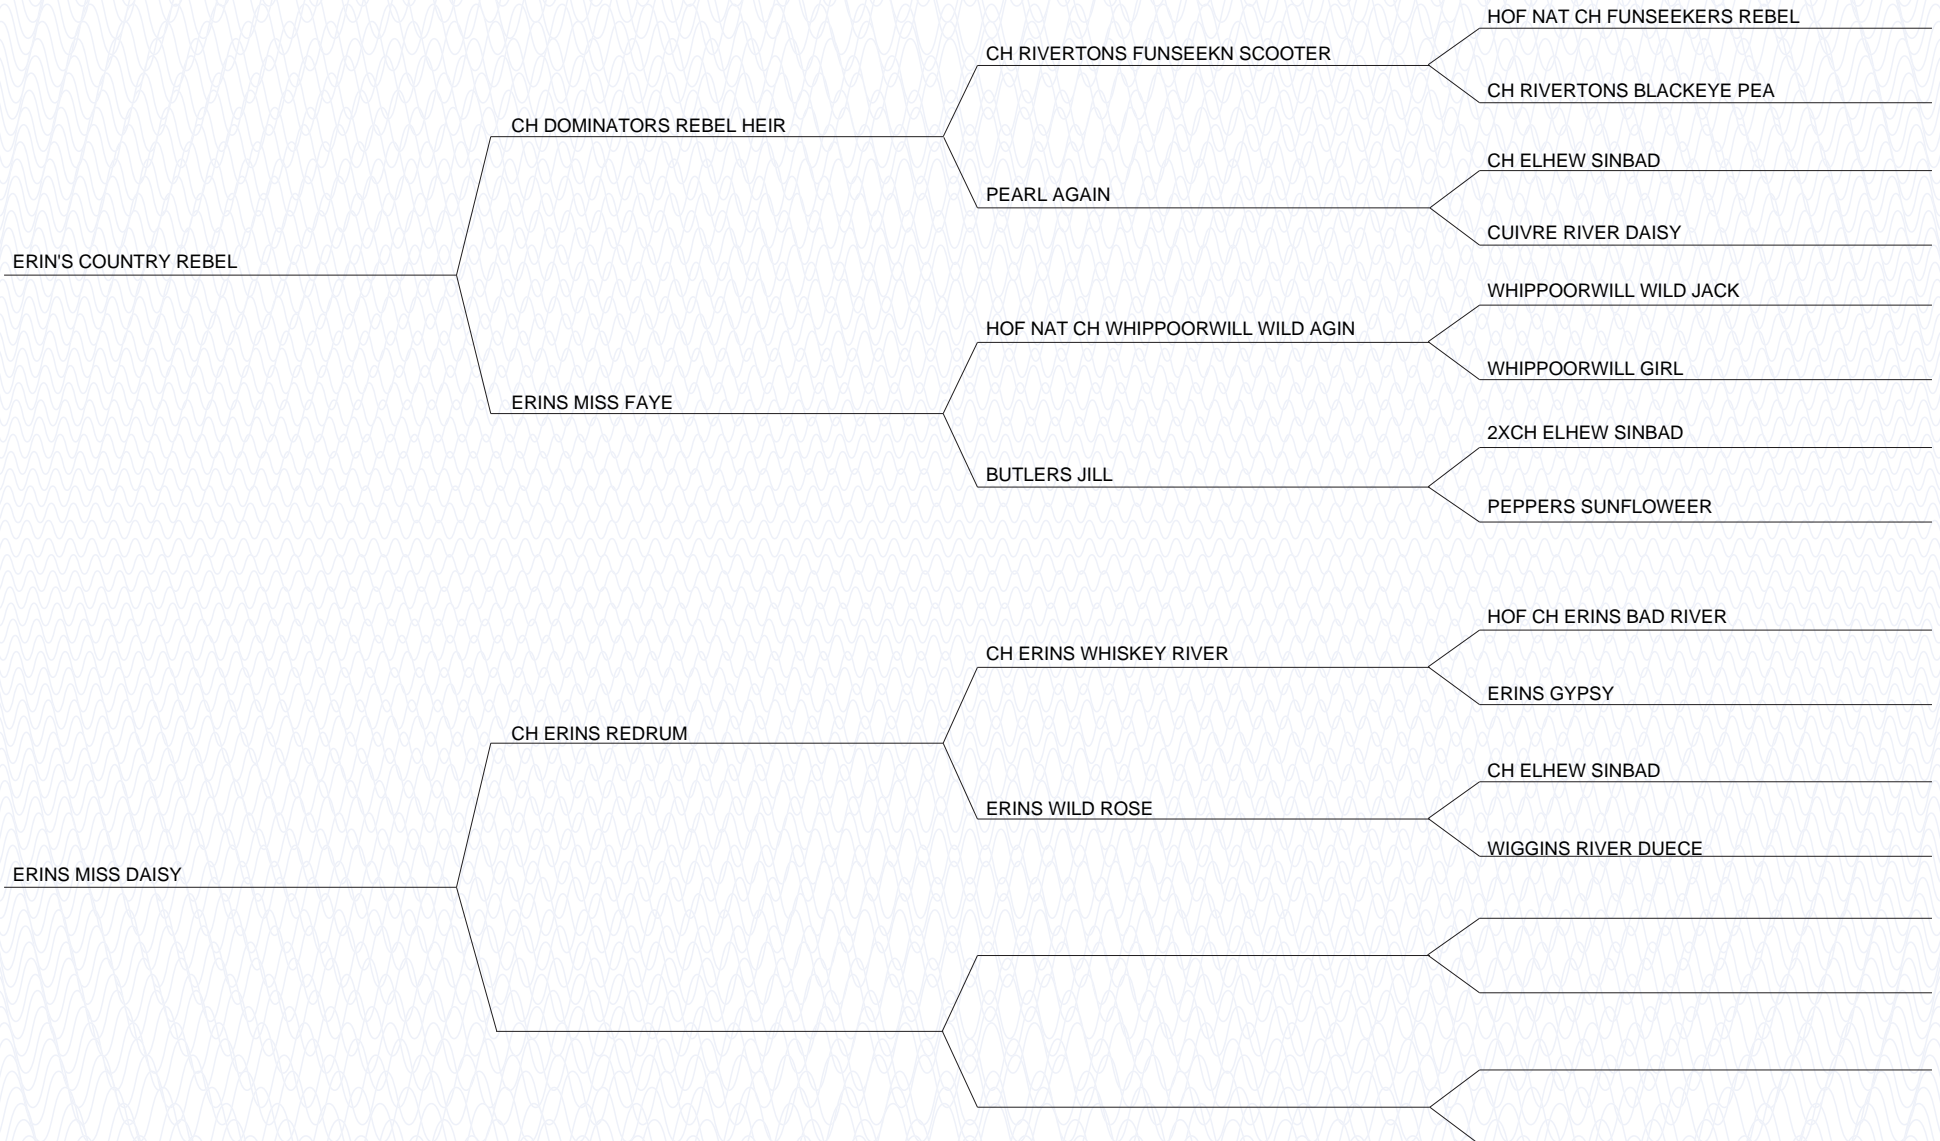 HOF NAT CH FUNSEEKERS REBEL
CH RIVERTONS FUNSEEKN SCOOTER
CH RIVERTONS BLACKEYE PEA
CH DOMINATORS REBEL HEIR
CH ELHEW SINBAD
PEARL AGAIN
CUIVRE RIVER DAISY
ERIN'S COUNTRY REBEL
WHIPPOORWILL WILD JACK
HOF NAT CH WHIPPOORWILL WILD AGIN
WHIPPOORWILL GIRL
ERINS MISS FAYE
2XCH ELHEW SINBAD
BUTLERS JILL
PEPPERS SUNFLOWEER
HOF CH ERINS BAD RIVER
CH ERINS WHISKEY RIVER
ERINS GYPSY
CH ERINS REDRUM
CH ELHEW SINBAD
ERINS WILD ROSE
WIGGINS RIVER DUECE
ERINS MISS DAISY